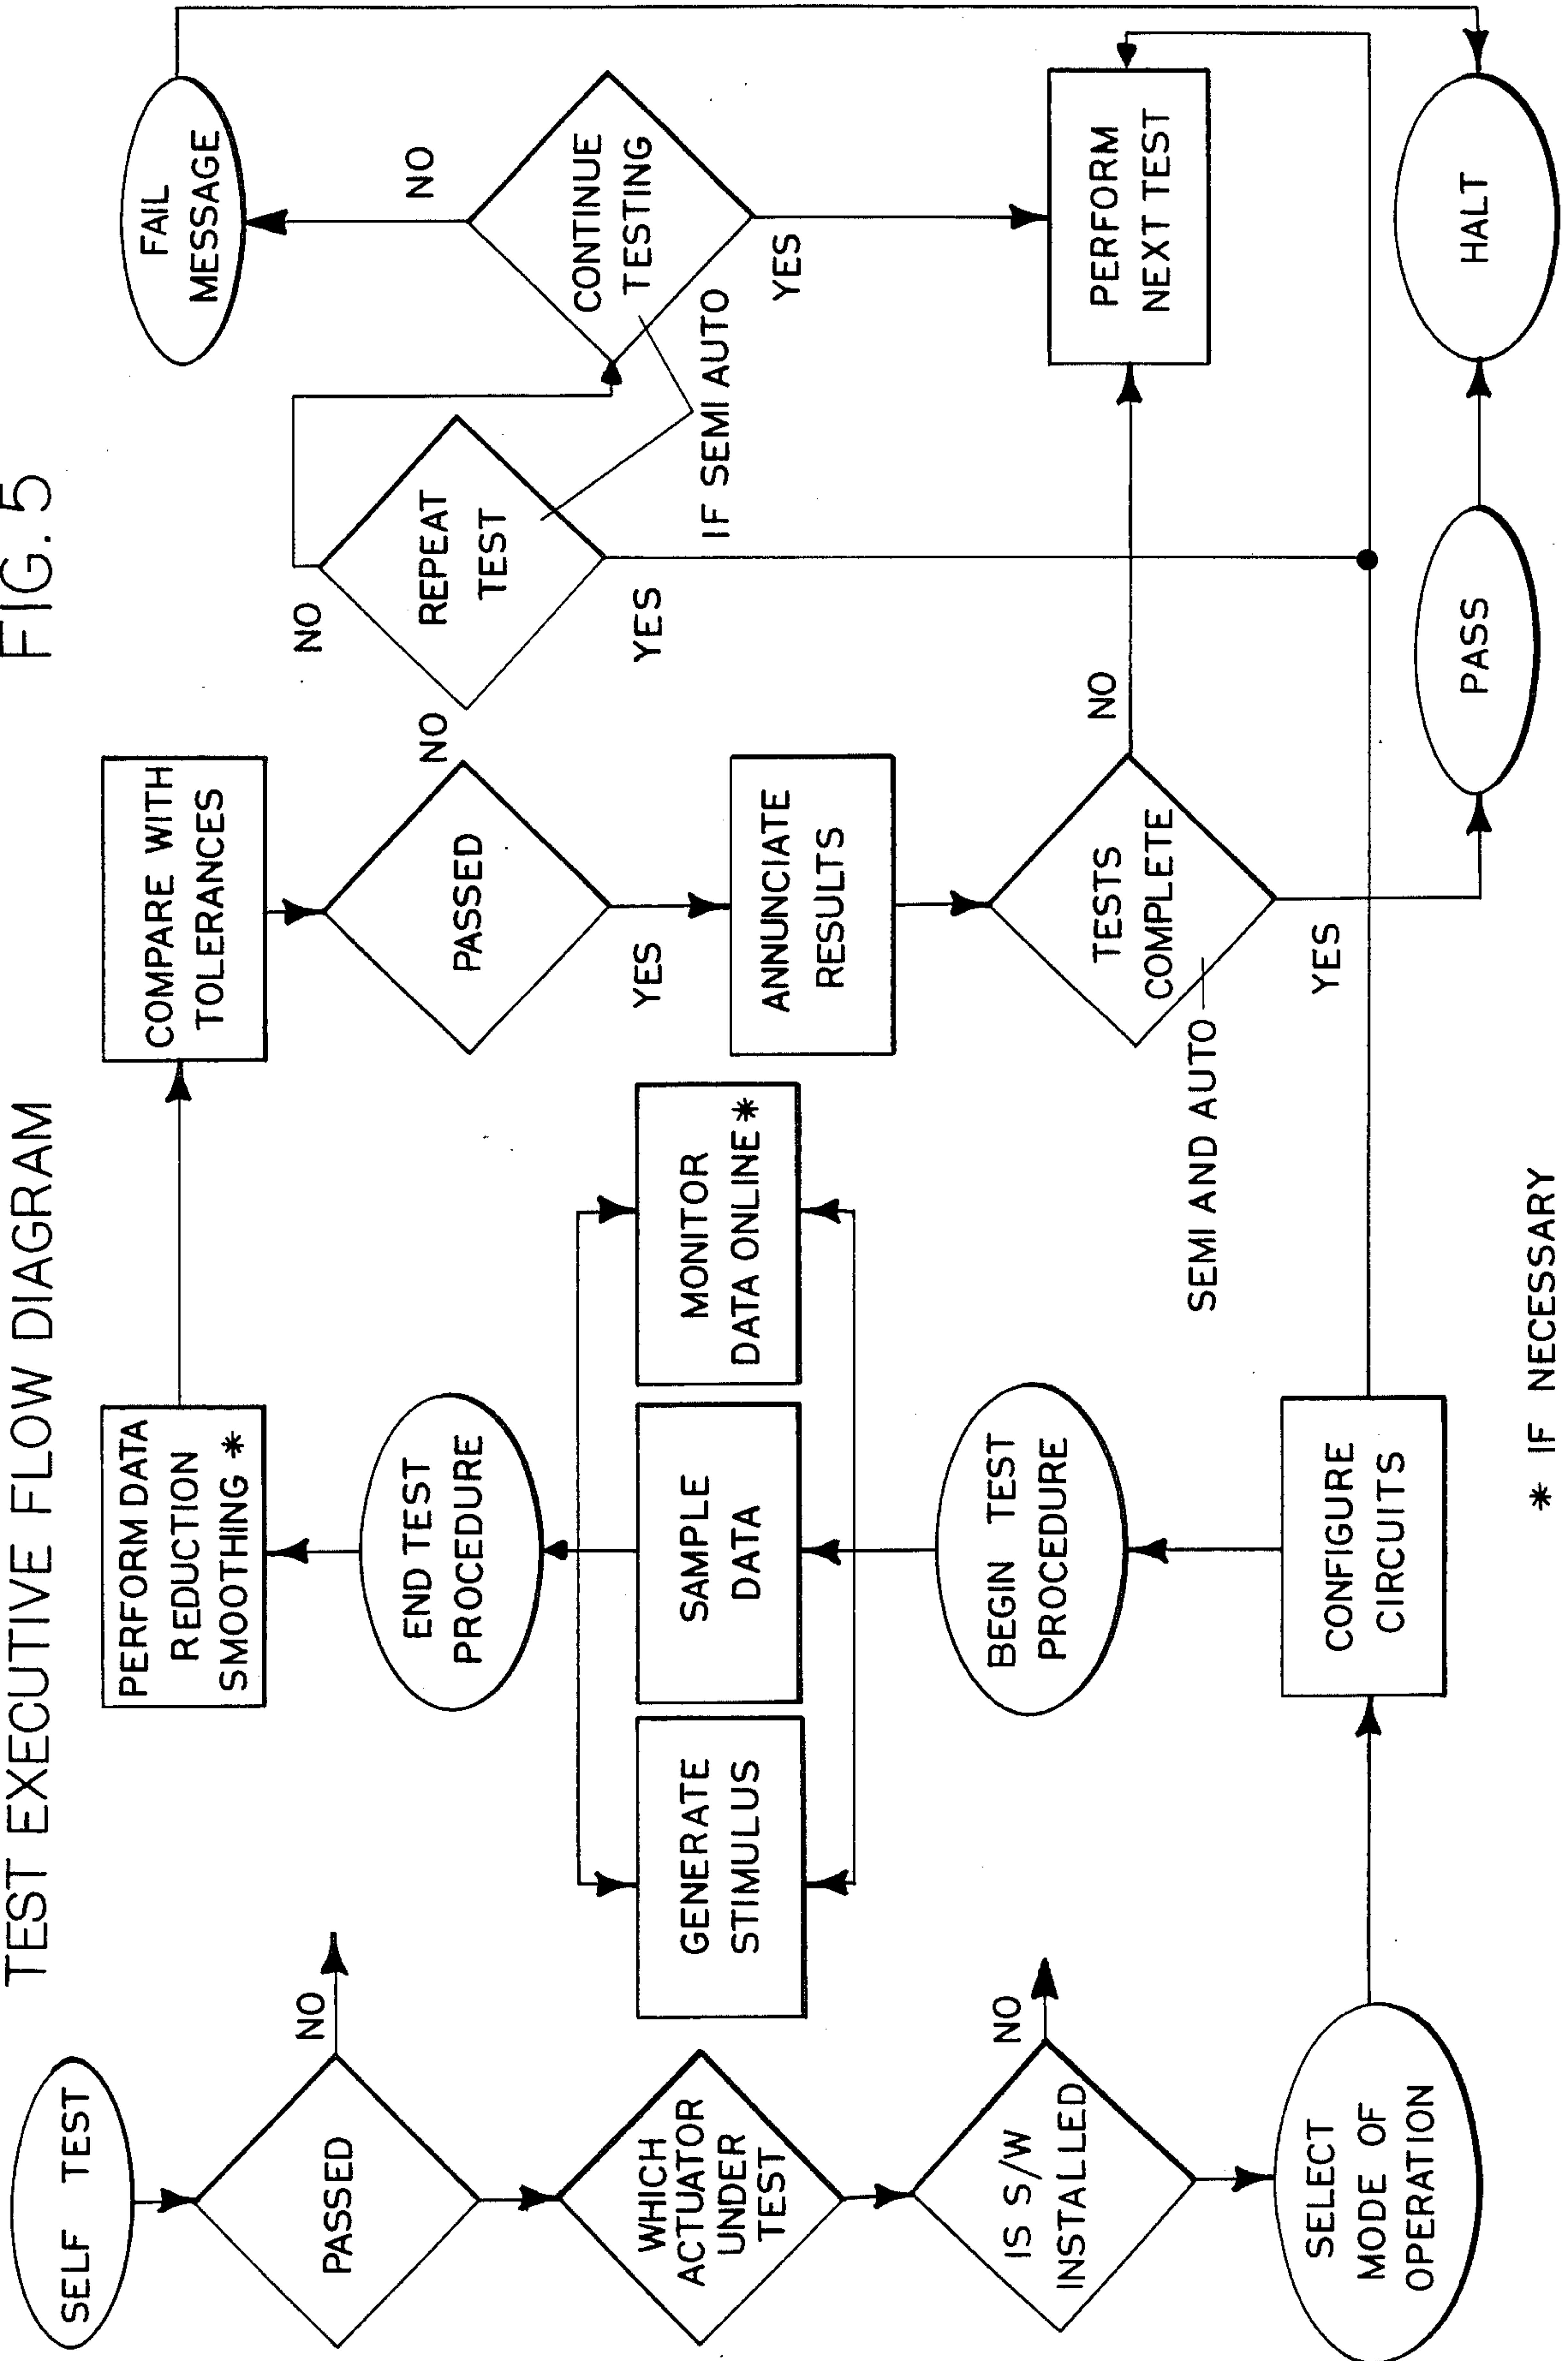 FIG. 5
TEST EXECUTIVE FLOW DIAGRAM
SELF TEST
PASSED
NO
WHICH
ACTUATOR
UNDER
TEST
IS S/W
INSTALLED
NO
SELECT
MODE OF
OPERATION
PERFORM DATA
REDUCTION
SMOOTHING *
END TEST
PROCEDURE
GENERATE
STIMULUS
SAMPLE
DATA
MONITOR
DATA ONLINE *
BEGIN TEST
PROCEDURE
CONFIGURE
CIRCUITS
COMPARE WITH
TOLERANCES
PASSED
NO
YES
ANNUNCIATE
RESULTS
TESTS
COMPLETE
NO
SEMI AND AUTO
YES
REPEAT
TEST
NO
YES
IF SEMI AUTO
FAIL
MESSAGE
NO
CONTINUE
TESTING
YES
PERFORM
NEXT TEST
PASS
HALT
* IF NECESSARY